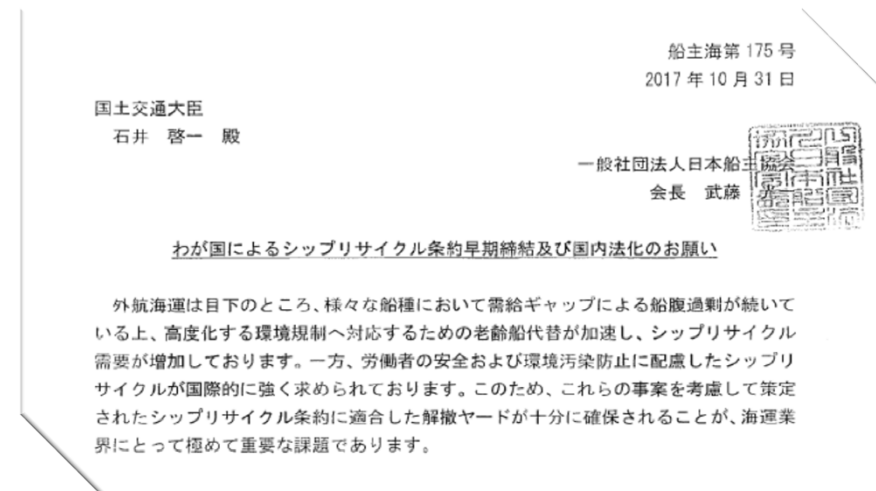 船主海第 175 号
2017 年 10 月 31 日
国土交通大臣
石井 啓一 殿
一般社団法人日本船主協会
会長 武藤
わが国によるシップリサイクル条約早期締結及び国内法化のお願い
外航海運は目下のところ、様々な船種において需給ギャップによる船腹過剰が続いて
いる上、高度化する環境規制へ対応するための老齢船代替が加速し、シップリサイクル
需要が増加しております。一方、労働者の安全および環境汚染防止に配慮したシップリ
サイクルが国際的に強く求められております。このため、これらの事案を考慮して策定
されたシップリサイクル条約に適合した解撤ヤードが十分に確保されることが、海運業
界にとって極めて重要な課題であります。